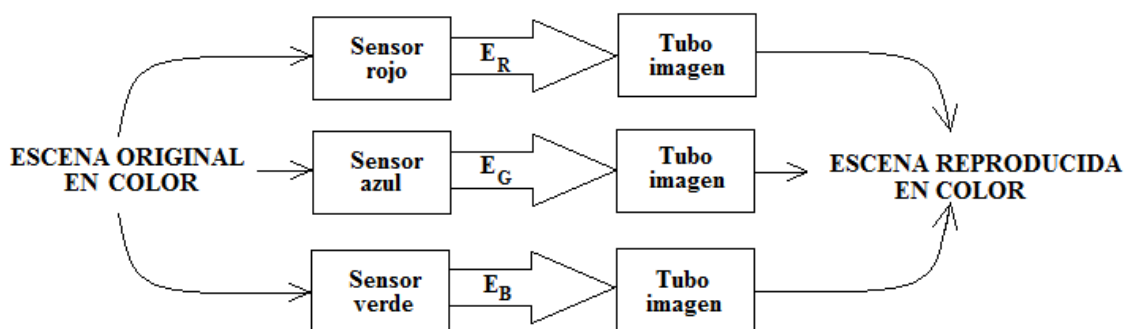 ESCENA ORIGINAL
EN COLOR
Sensor
rojo
E_R
Tubo
imagen
Sensor
azul
E_G
Tubo
imagen
Sensor
verde
E_B
Tubo
imagen
ESCENA REPRODUCIDA
EN COLOR